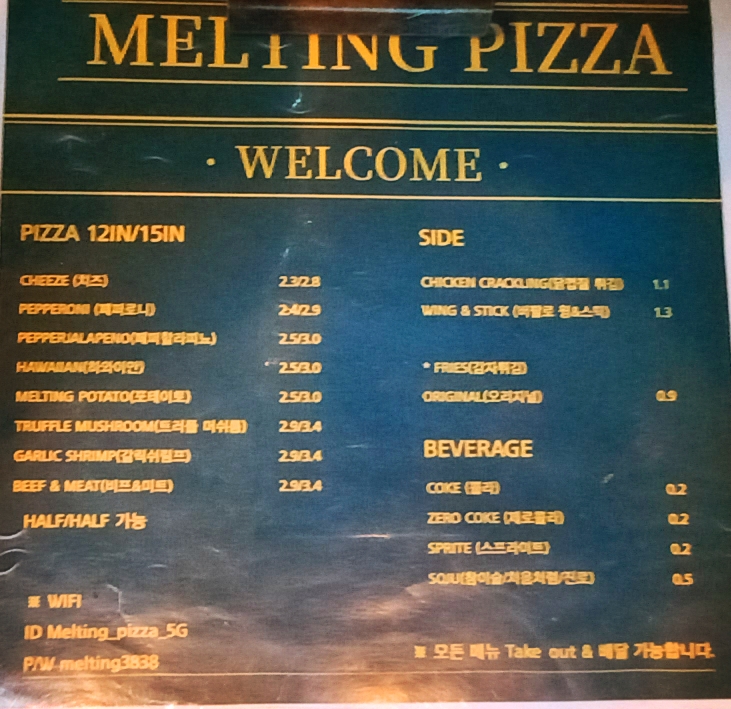 MELTING PIZZA
· WELCOME ·
PIZZA 12IN/15IN
CHEEZE (치즈) 2.3/2.8
PEPPERONI (페퍼로니) 2.4/2.9
PEPPERJALAPENO(페퍼할라피뇨) 2.5/3.0
HAWAIIAN(하와이안) 2.5/3.0
MELTING POTATO(포테이토) 2.5/3.0
TRUFFLE MUSHROOM(트러플 머쉬룸) 2.9/3.4
GARLIC SHRIMP(갈릭쉬림프) 2.9/3.4
BEEF & MEAT(비프&미트) 2.9/3.4
HALF/HALF 가능
※ WIFI
ID Melting_pizza_5G
P/W melting3838
SIDE
CHICKEN CRACKLING(닭껍질 튀김) 1.1
WING & STICK (버팔로 윙&스틱) 1.3
* FRIES(감자튀김)
ORIGINAL(오리지널) 0.9
BEVERAGE
COKE (콜라) 0.2
ZERO COKE (제로콜라) 0.2
SPRITE (스프라이트) 0.2
SOJU(참이슬/처음처럼/진로) 0.5
※ 모든 메뉴 Take out & 배달 가능합니다.